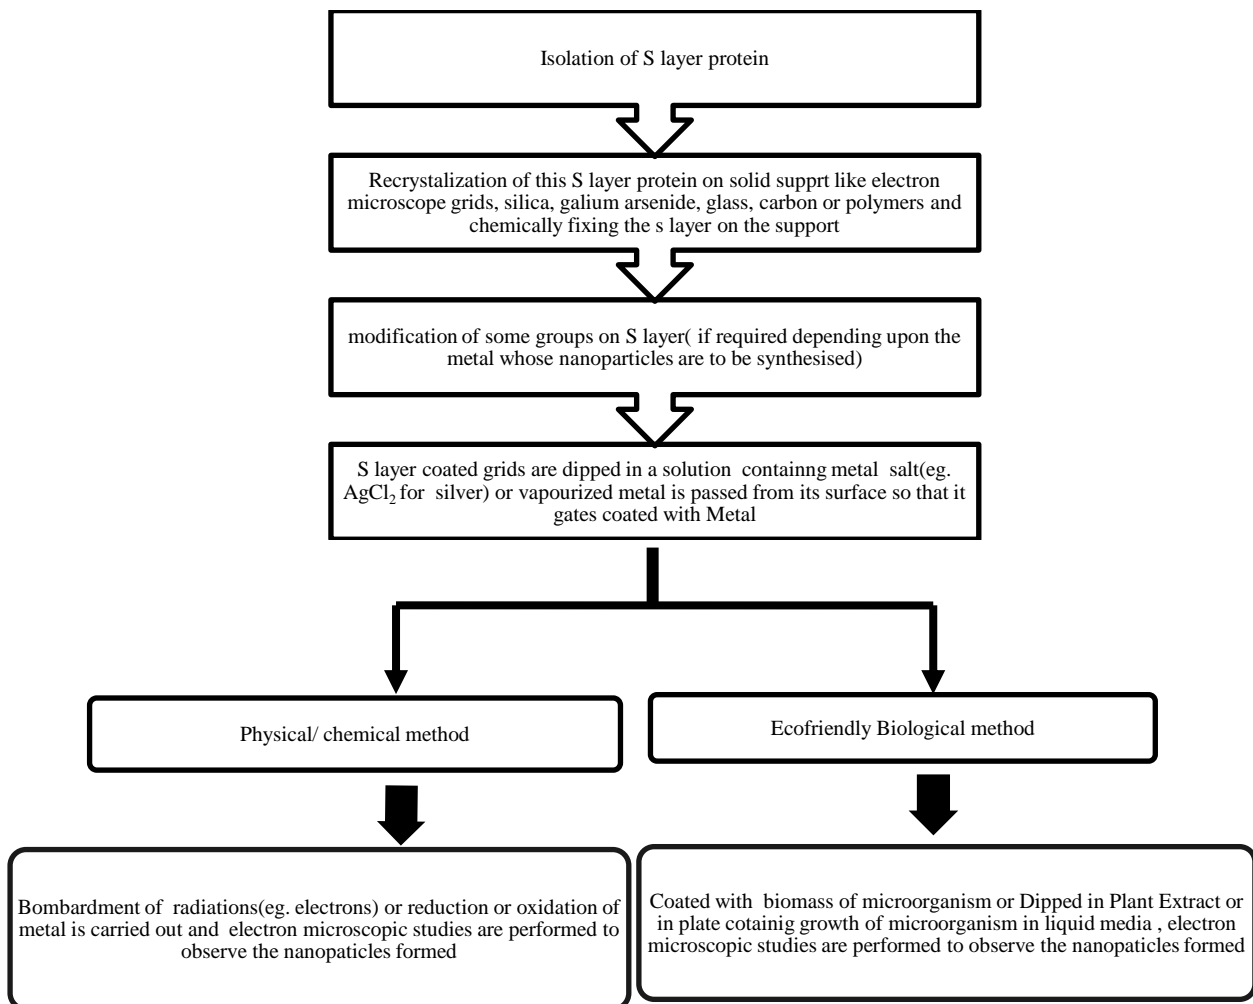 Isolation of S layer protein
Recrystalization of this S layer protein on solid supprt like electron
microscope grids, silica, galium arsenide, glass, carbon or polymers and
chemically fixing the s layer on the support
modification of some groups on S layer( if required depending upon the
metal whose nanoparticles are to be synthesised)
S layer coated grids are dipped in a solution containng metal salt(eg.
AgCl₂ for silver) or vapourized metal is passed from its surface so that it
gates coated with Metal
Physical/ chemical method
Ecofriendly Biological method
Bombardment of radiations(eg. electrons) or reduction or oxidation of
metal is carried out and electron microscopic studies are performed to
observe the nanopaticles formed
Coated with biomass of microorganism or Dipped in Plant Extract or
in plate cotainig growth of microorganism in liquid media , electron
microscopic studies are performed to observe the nanopaticles formed